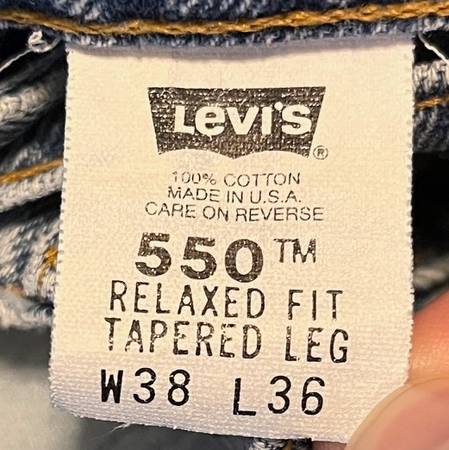 Levi's ®
100% COTTON
MADE IN U.S.A.
CARE ON REVERSE
550™
RELAXED FIT
TAPERED LEG
W38 L36